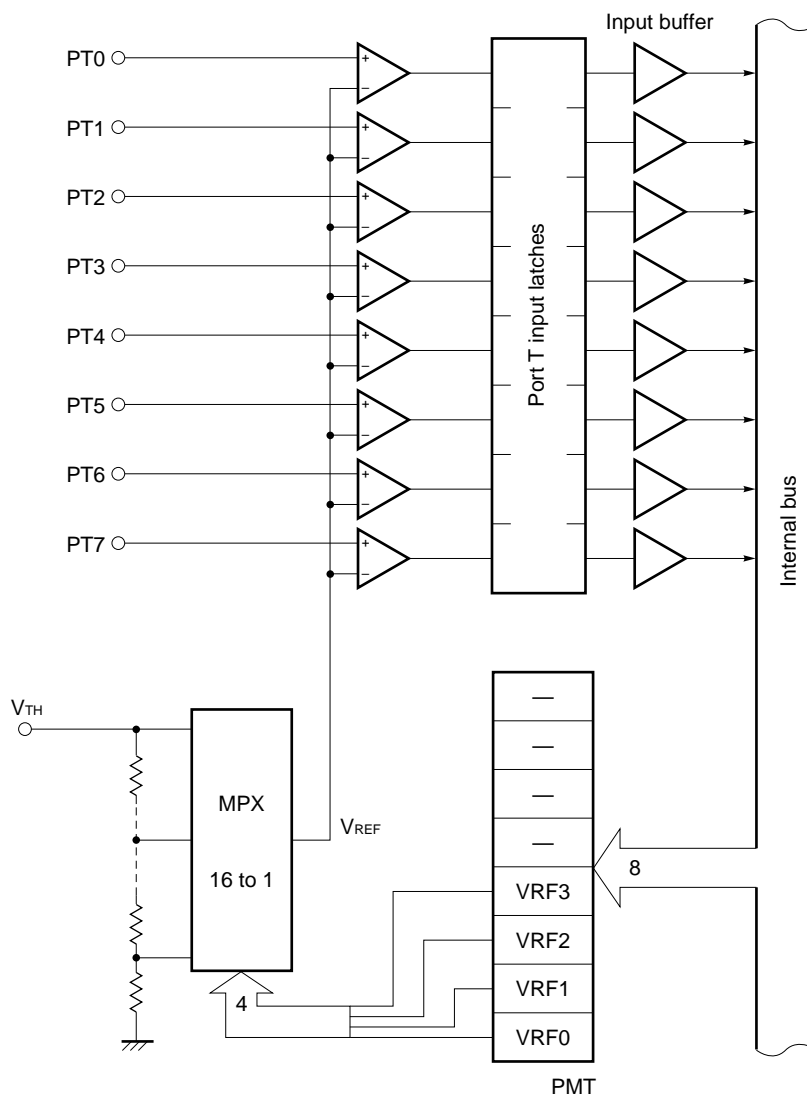 Input buffer
PT0
+
−
PT1
+
−
PT2
+
−
PT3
+
−
PT4
+
−
PT5
+
−
PT6
+
−
PT7
+
−
Port T input latches
Internal bus
VTH
MPX
16 to 1
VREF
—
—
—
—
VRF3
VRF2
VRF1
VRF0
8
4
PMT